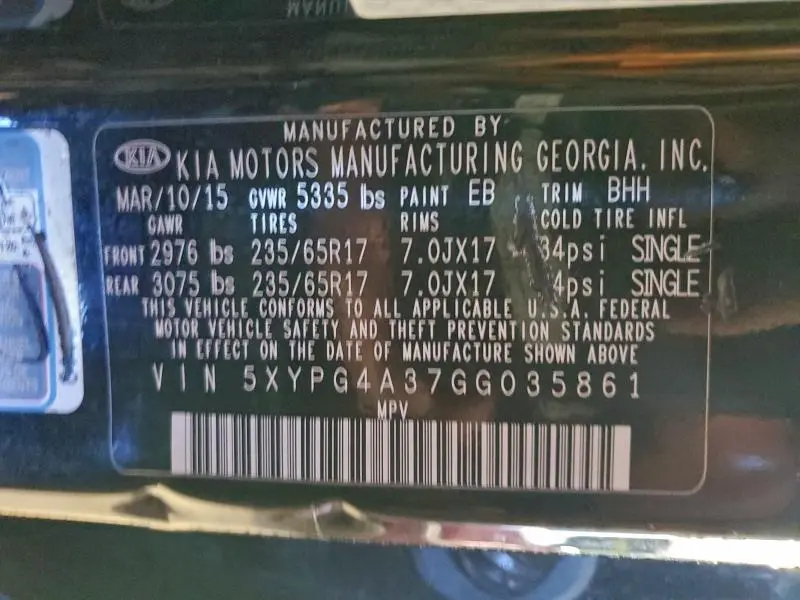 MANUFACTURED BY
KIA KIA MOTORS MANUFACTURING GEORGIA, INC.
MAR/10/15 GVWR 5335 lbs PAINT EB TRIM BHH
GAWR TIRES RIMS COLD TIRE INFL
FRONT 2976 lbs 235/65R17 7.0JX17 34psi SINGLE
REAR 3075 lbs 235/65R17 7.0JX17 4psi SINGLE
THIS VEHICLE CONFORMS TO ALL APPLICABLE U.S.A. FEDERAL
MOTOR VEHICLE SAFETY AND THEFT PREVENTION STANDARDS
IN EFFECT ON THE DATE OF MANUFACTURE SHOWN ABOVE
VIN 5XYPG4A37GG035861
MPV